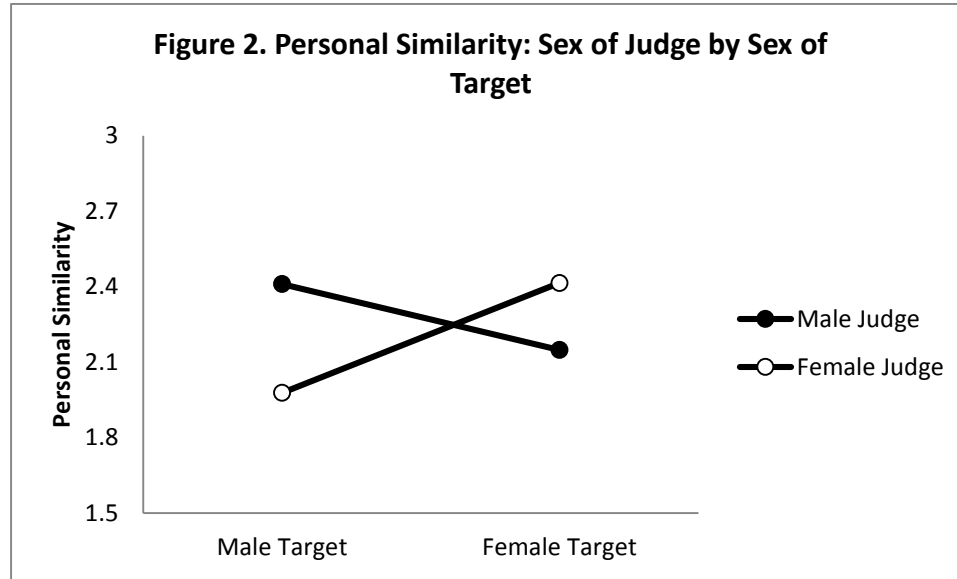 Figure 2. Personal Similarity: Sex of Judge by Sex of
Target
3
2.7
2.4
2.1
1.8
1.5
Personal Similarity
Male Target
Female Target
Male Judge
Female Judge